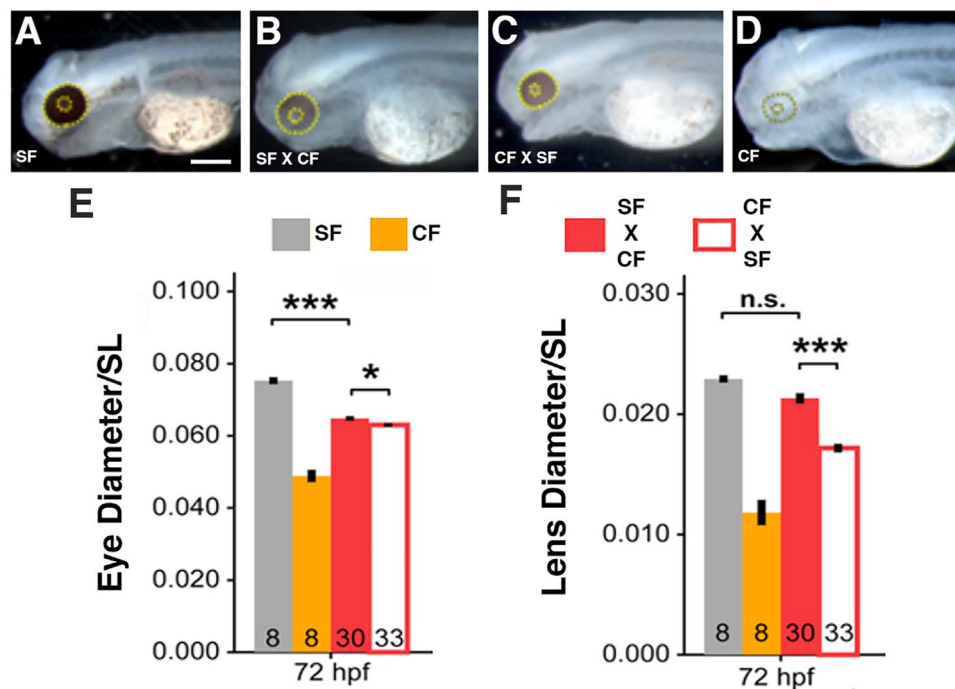 A
B
C
D
SF
SF X CF
CF X SF
CF
E
SF
CF
Eye Diameter/SL
0.100
0.080
0.060
0.040
0.020
0.000
***
*
8
8
30
33
72 hpf
F
SF
X
CF
CF
X
SF
Lens Diameter/SL
0.030
0.020
0.010
0.000
n.s.
***
8
8
30
33
72 hpf